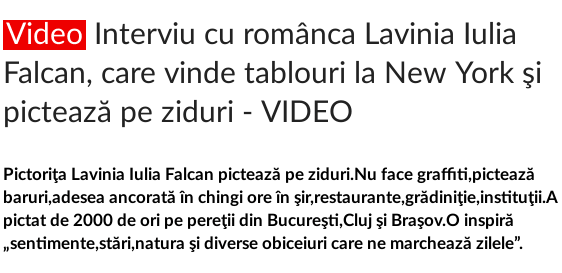 Video Interviu cu românca Lavinia Iulia
Falcan, care vinde tablouri la New York şi
pictează pe ziduri - VIDEO
Pictoriţa Lavinia Iulia Falcan pictează pe ziduri.Nu face graffiti,pictează
baruri,adesea ancorată în chingi ore în şir,restaurante,grădiniţie,instituţii.A
pictat de 2000 de ori pe pereţii din Bucureşti,Cluj şi Braşov.O inspiră
„sentimente,stări,natura şi diverse obiceiuri care ne marchează zilele”.